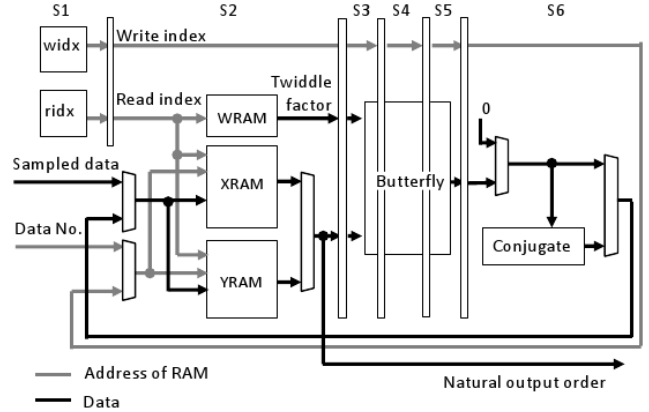 S1
S2
S3
S4
S5
S6
widx
Write index
ridx
Read index
Twiddle
factor
WRAM
0
Sampled data
XRAM
Butterfly
Data No.
Conjugate
YRAM
Address of RAM
Natural output order
Data